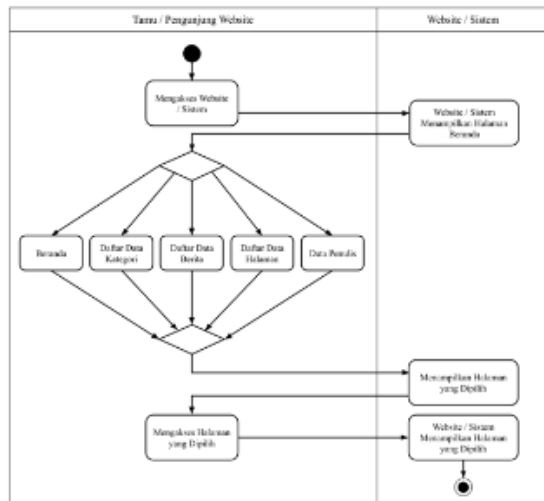 Tamu / Pengunjung Website
Website / Sistem
Mengakses Website
/ Sistem
Website / Sistem
Menampilkan Halaman
Beranda
Beranda
Daftar Data
Kategori
Daftar Data
Berita
Daftar Data
Halaman
Data Penulis
Menampilkan Halaman
yang Dipilih
Mengakses Halaman
yang Dipilih
Website / Sistem
Menampilkan Halaman
yang Dipilih